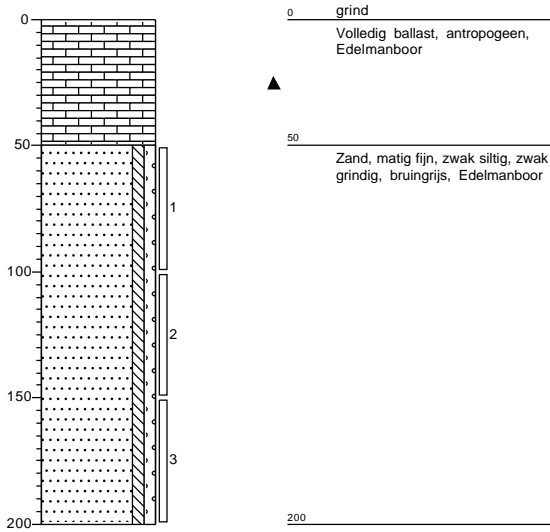 0
50
100
150
200
1
2
3
0
grind
Volledig ballast, antropogeen,
Edelmanboor
50
Zand, matig fijn, zwak siltig, zwak
grindig, bruingrijs, Edelmanboor
200